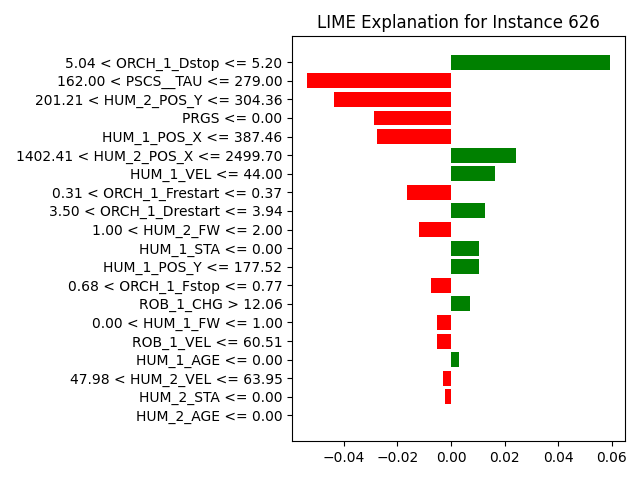 LIME Explanation for Instance 626
5.04 < ORCH_1_Dstop <= 5.20
162.00 < PSCS__TAU <= 279.00
201.21 < HUM_2_POS_Y <= 304.36
PRGS <= 0.00
HUM_1_POS_X <= 387.46
1402.41 < HUM_2_POS_X <= 2499.70
HUM_1_VEL <= 44.00
0.31 < ORCH_1_Frestart <= 0.37
3.50 < ORCH_1_Drestart <= 3.94
1.00 < HUM_2_FW <= 2.00
HUM_1_STA <= 0.00
HUM_1_POS_Y <= 177.52
0.68 < ORCH_1_Fstop <= 0.77
ROB_1_CHG > 12.06
0.00 < HUM_1_FW <= 1.00
ROB_1_VEL <= 60.51
HUM_1_AGE <= 0.00
47.98 < HUM_2_VEL <= 63.95
HUM_2_STA <= 0.00
HUM_2_AGE <= 0.00
−0.04 −0.02 0.00 0.02 0.04 0.06